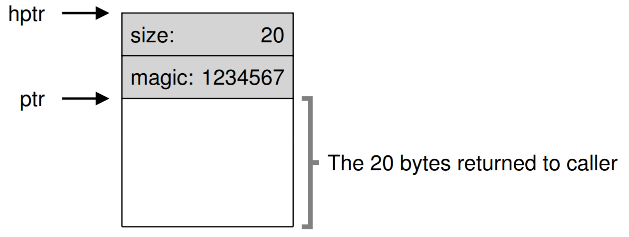 hptr
size: 20
magic: 1234567
ptr
The 20 bytes returned to caller